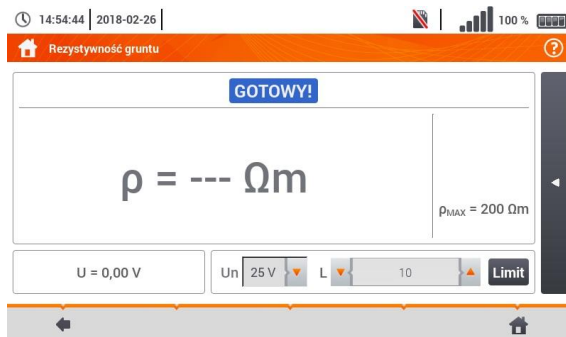 14:54:44 2018-02-26 100 %
Rezystywność gruntu ?
GOTOWY!
ρ = --- Ωm
ρMAX = 200 Ωm
U = 0,00 V Un 25 V L 10 Limit